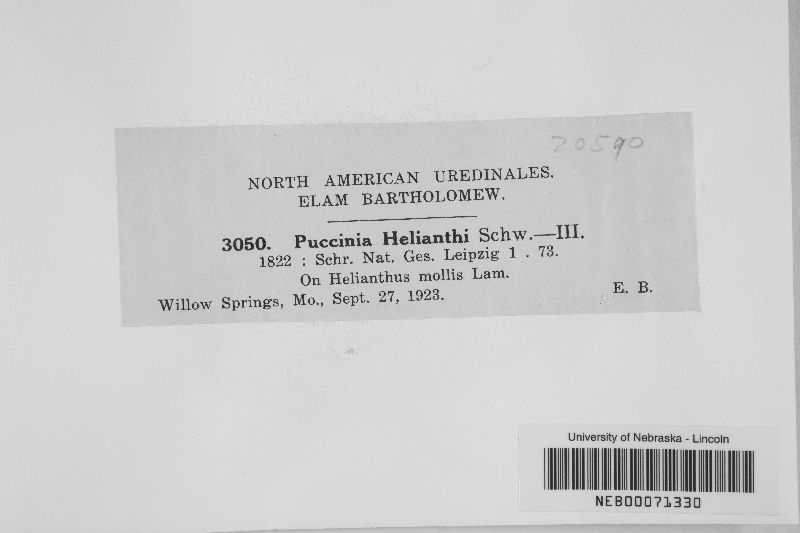 20590
NORTH AMERICAN UREDINALES.
ELAM BARTHOLOMEW.
3050. Puccinia Helianthi Schw.—III.
1822 : Schr. Nat. Ges. Leipzig 1 . 73.
On Helianthus mollis Lam.
Willow Springs, Mo., Sept. 27, 1923. E. B.
University of Nebraska - Lincoln
NEB00071330